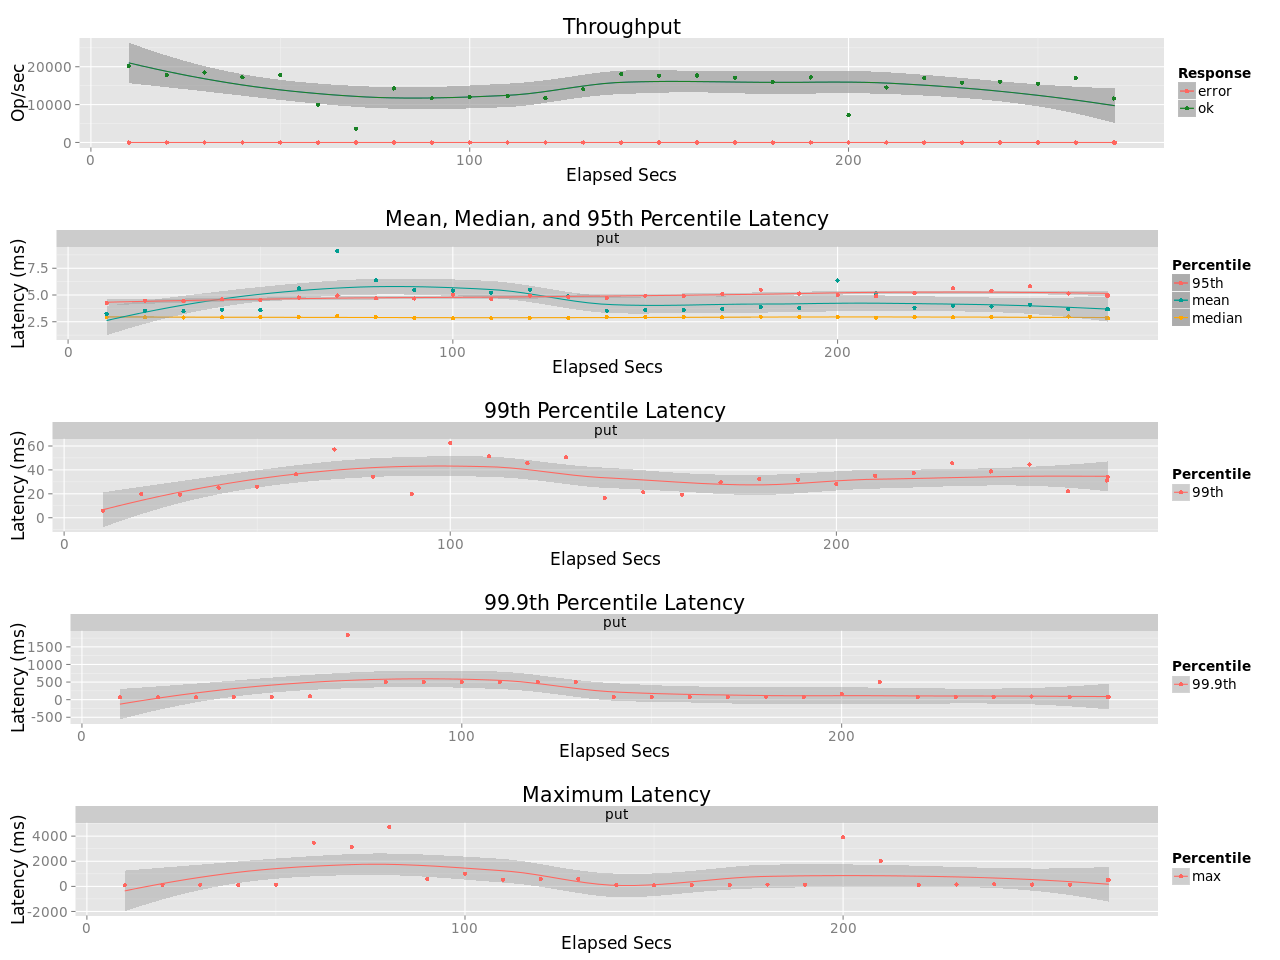 Throughput
Op/sec
20000
10000
0
0
100
200
Elapsed Secs
Response
error
ok
Mean, Median, and 95th Percentile Latency
put
Latency (ms)
7.5
5.0
2.5
0
100
200
Elapsed Secs
Percentile
95th
mean
median
99th Percentile Latency
put
Latency (ms)
60
40
20
0
0
100
200
Elapsed Secs
Percentile
99th
99.9th Percentile Latency
put
Latency (ms)
1500
1000
500
0
-500
0
100
200
Elapsed Secs
Percentile
99.9th
Maximum Latency
put
Latency (ms)
4000
2000
0
-2000
0
100
200
Elapsed Secs
Percentile
max